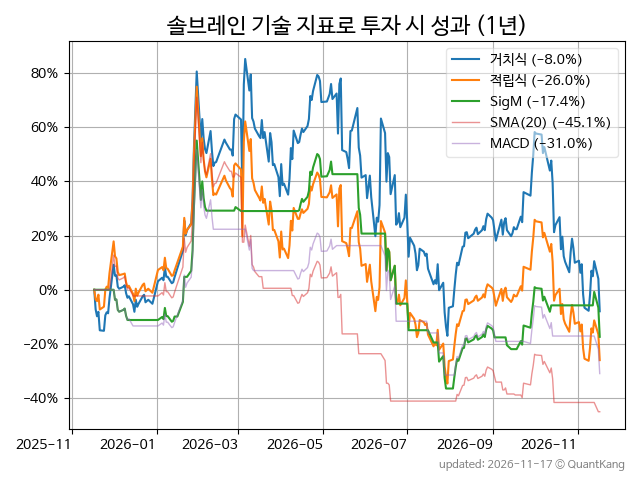 솔브레인 기술 지표로 투자 시 성과 (1년)
거치식 (−8.0%)
적립식 (−26.0%)
SigM (−17.4%)
SMA(20) (−45.1%)
MACD (−31.0%)
80%
60%
40%
20%
0%
−20%
−40%
2025−11 2026−01 2026−03 2026−05 2026−07 2026−09 2026−11
updated: 2026−11−17 ⓒ QuantKang